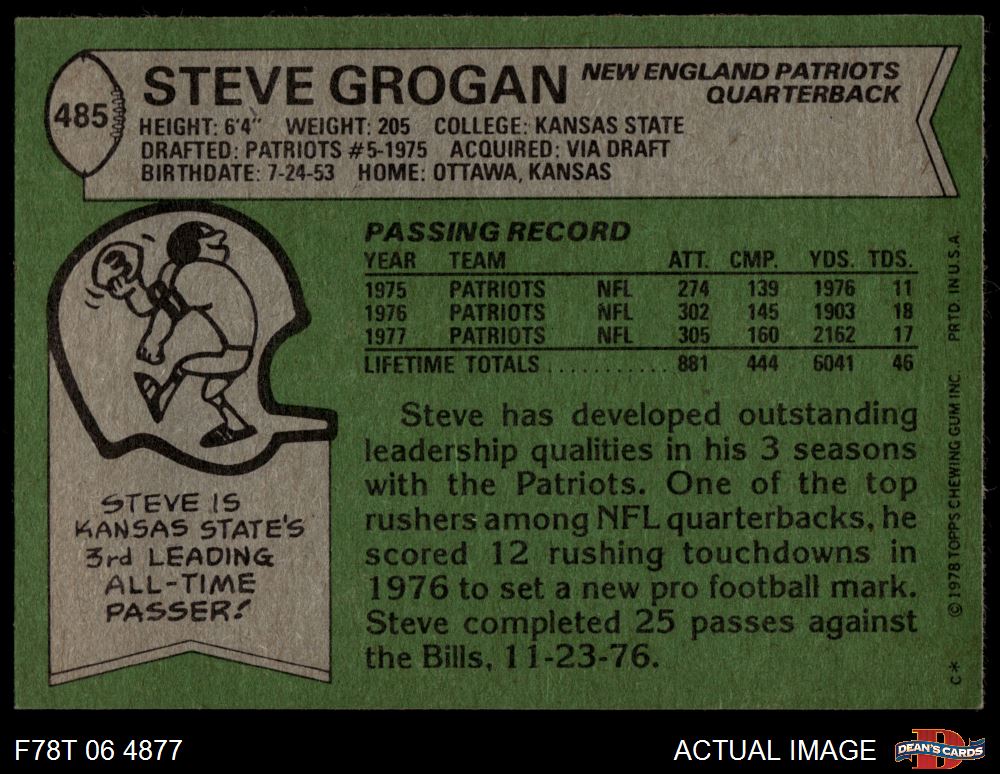 485
STEVE GROGAN
NEW ENGLAND PATRIOTS
QUARTERBACK
HEIGHT: 6'4" WEIGHT: 205 COLLEGE: KANSAS STATE
DRAFTED: PATRIOTS #5-1975 ACQUIRED: VIA DRAFT
BIRTHDATE: 7-24-53 HOME: OTTAWA, KANSAS
STEVE IS
KANSAS STATE'S
3rd LEADING
ALL-TIME
PASSER!
PASSING RECORD
YEAR TEAM ATT. CMP. YDS. TDS.
1975 PATRIOTS NFL 274 139 1976 11
1976 PATRIOTS NFL 302 145 1903 18
1977 PATRIOTS NFL 305 160 2162 17
LIFETIME TOTALS . . . . . . . . . . . 881 444 6041 46
Steve has developed outstanding
leadership qualities in his 3 seasons
with the Patriots. One of the top
rushers among NFL quarterbacks, he
scored 12 rushing touchdowns in
1976 to set a new pro football mark.
Steve completed 25 passes against
the Bills, 11-23-76.
C* © 1978 TOPPS CHEWING GUM INC. PRTD. IN U.S.A.
F78T 06 4877
ACTUAL IMAGE
D
DEAN'S CARDS